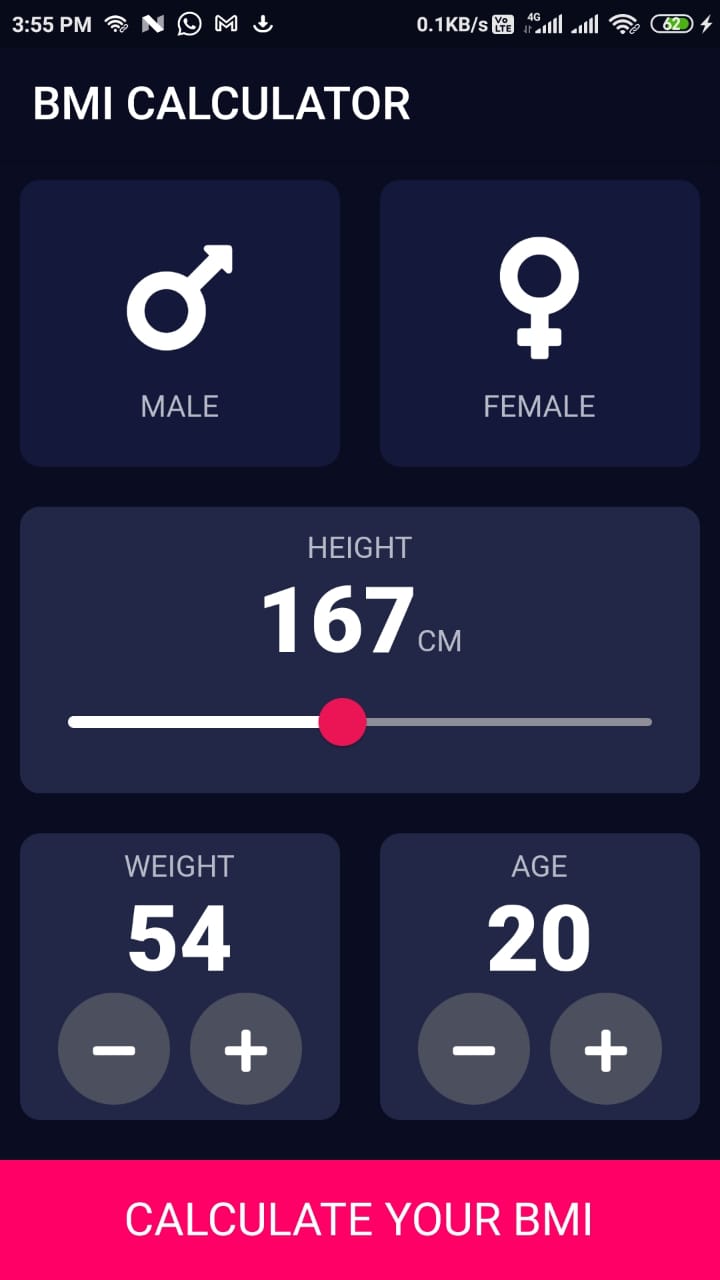 3:55 PM 0.1KB/s Vo LTE 4G 62
BMI CALCULATOR
MALE FEMALE
HEIGHT
167 CM
WEIGHT AGE
54 20
CALCULATE YOUR BMI